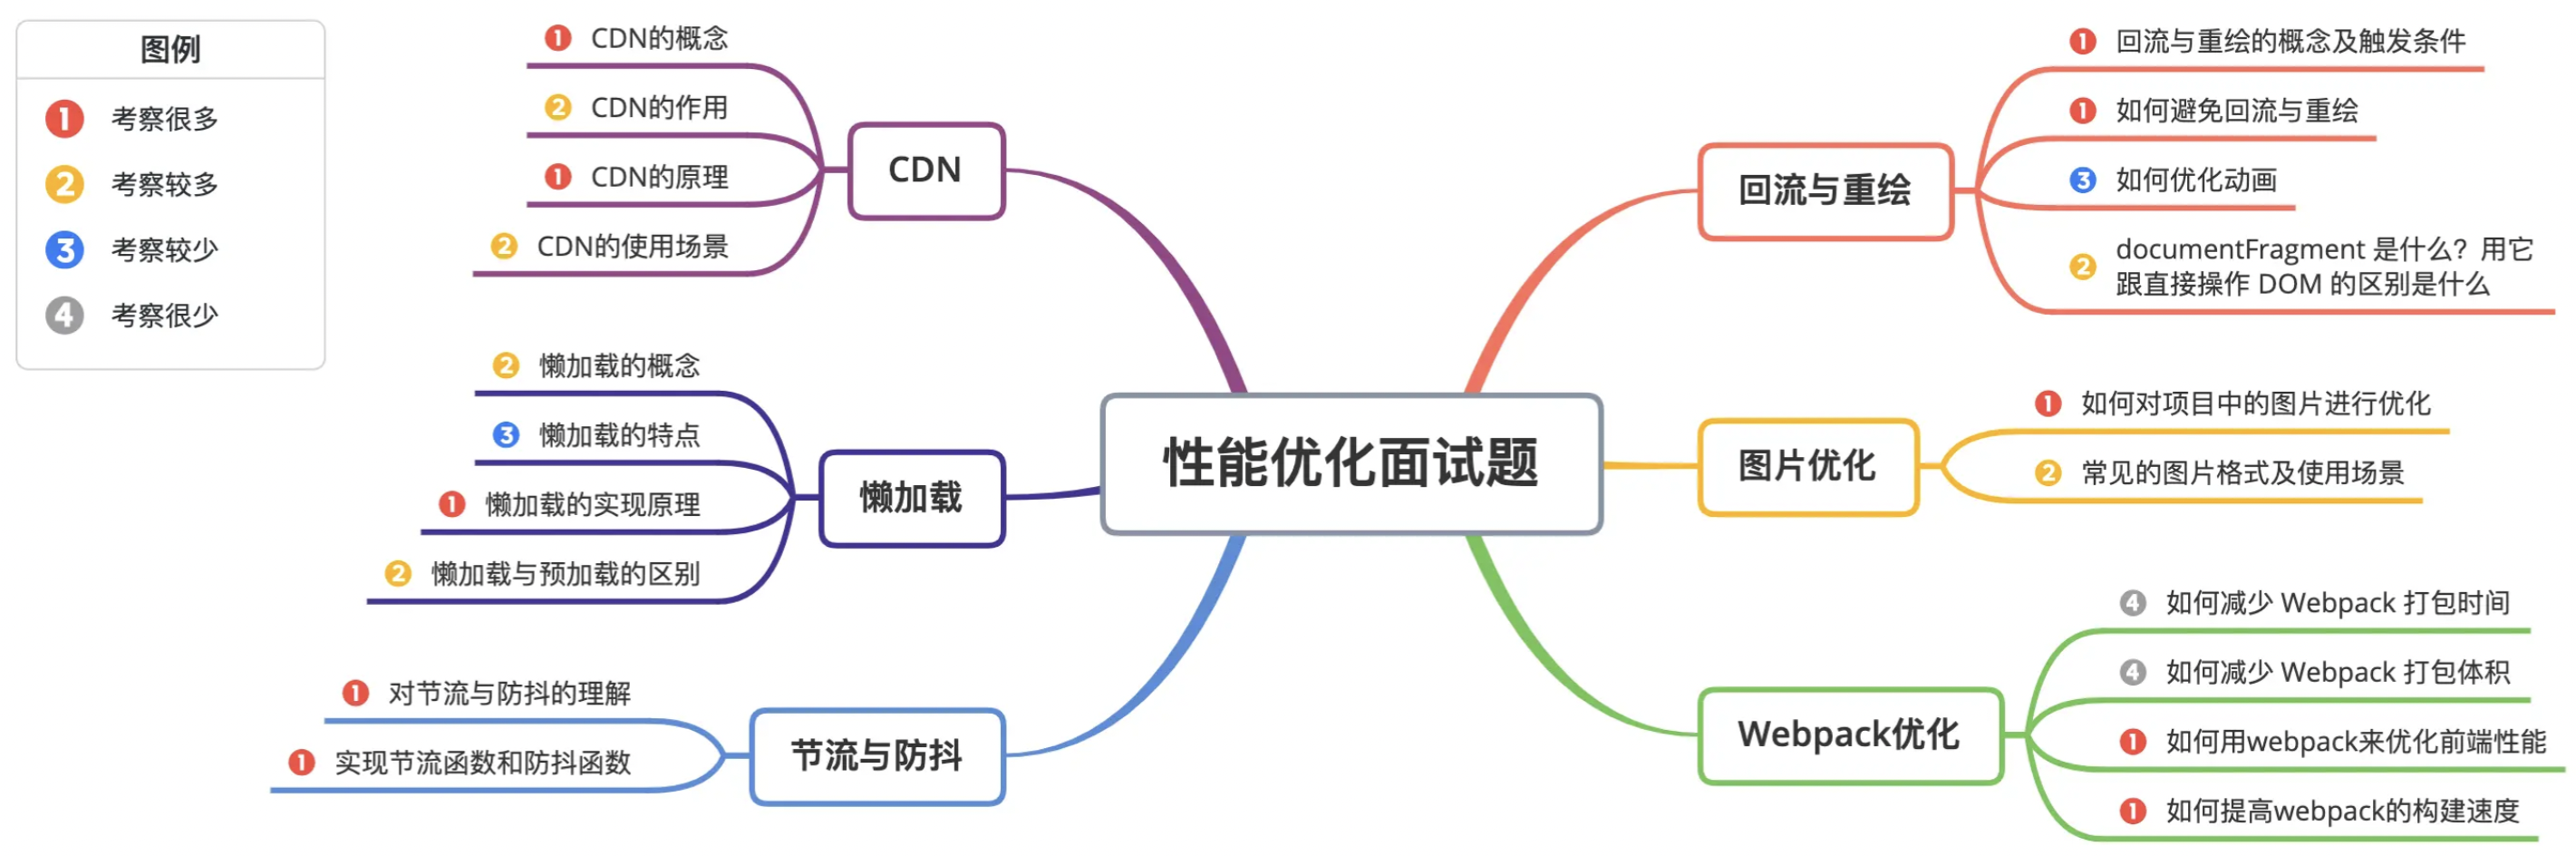 图例
1 考察很多
2 考察较多
3 考察较少
4 考察很少
性能优化面试题
CDN
1 CDN的概念
2 CDN的作用
1 CDN的原理
2 CDN的使用场景
懒加载
2 懒加载的概念
3 懒加载的特点
1 懒加载的实现原理
2 懒加载与预加载的区别
节流与防抖
1 对节流与防抖的理解
1 实现节流函数和防抖函数
回流与重绘
1 回流与重绘的概念及触发条件
1 如何避免回流与重绘
3 如何优化动画
2 documentFragment 是什么？用它
跟直接操作 DOM 的区别是什么
图片优化
1 如何对项目中的图片进行优化
2 常见的图片格式及使用场景
Webpack优化
4 如何减少 Webpack 打包时间
4 如何减少 Webpack 打包体积
1 如何用webpack来优化前端性能
1 如何提高webpack的构建速度